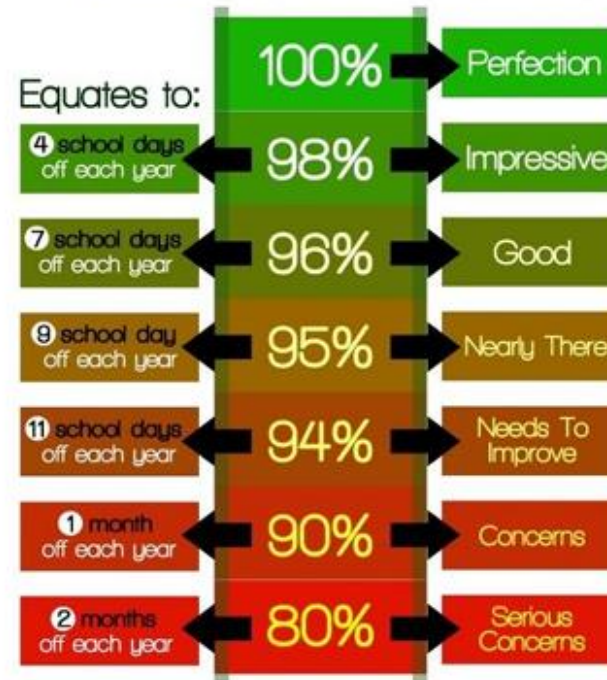 100%
Perfection
Equates to:
4 school days
off each year
98%
Impressive
7 school days
off each year
96%
Good
9 school day
off each year
95%
Nearly There
11 school days
off each year
94%
Needs To
Improve
1 month
off each year
90%
Concerns
2 months
off each year
80%
Serious
Concerns